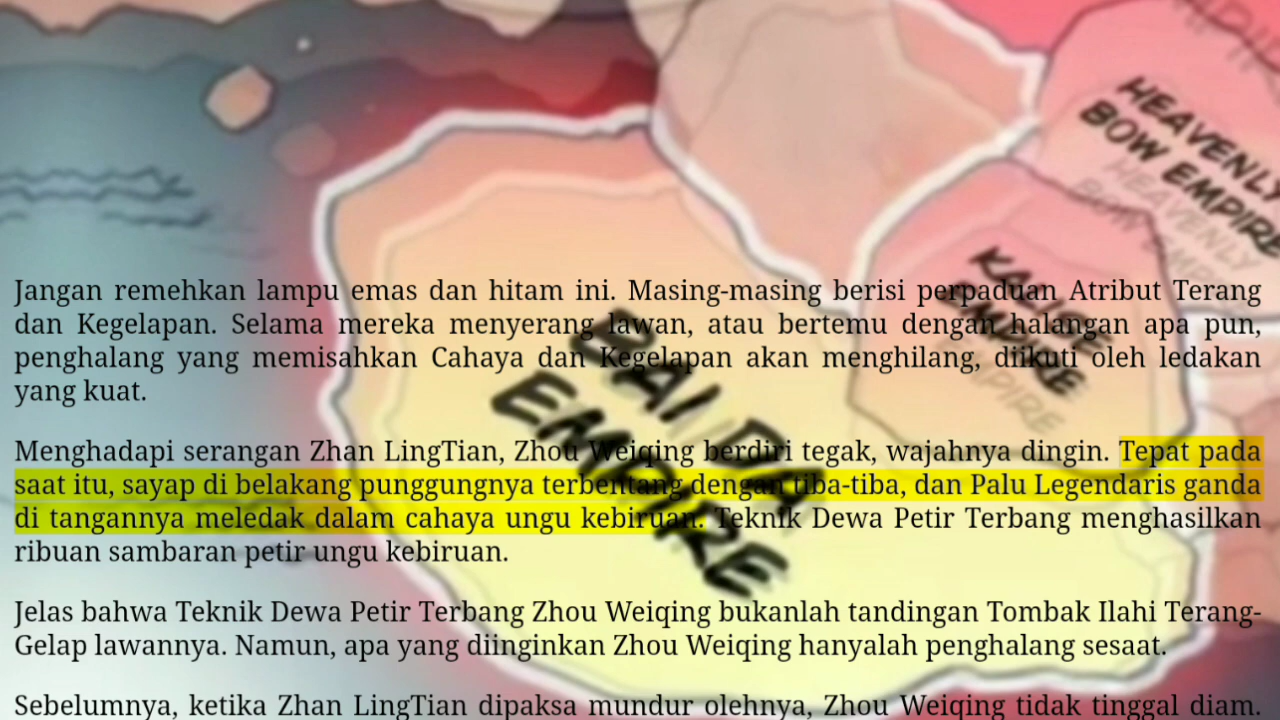 HEAVENLY
BOW EMPIRE
HEAVENLY
Jangan remehkan lampu emas dan hitam ini. Masing-masing berisi perpaduan Atribut Terang
dan Kegelapan. Selama mereka menyerang lawan, atau bertemu dengan halangan apa pun,
penghalang yang memisahkan Cahaya dan Kegelapan akan menghilang, diikuti oleh ledakan
yang kuat.
EMPIRE
EMPIRE
BAI DA
EMPIRE
Menghadapi serangan Zhan LingTian, Zhou Weiqing berdiri tegak, wajahnya dingin. Tepat pada
saat itu, sayap di belakang punggungnya terbentang dengan tiba-tiba, dan Palu Legendaris ganda
di tangannya meledak dalam cahaya ungu kebiruan. Teknik Dewa Petir Terbang menghasilkan
ribuan sambaran petir ungu kebiruan.
Jelas bahwa Teknik Dewa Petir Terbang Zhou Weiqing bukanlah tandingan Tombak Ilahi Terang-
Gelap lawannya. Namun, apa yang diinginkan Zhou Weiqing hanyalah penghalang sesaat.
Sebelumnya, ketika Zhan LingTian dipaksa mundur olehnya, Zhou Weiqing tidak tinggal diam.